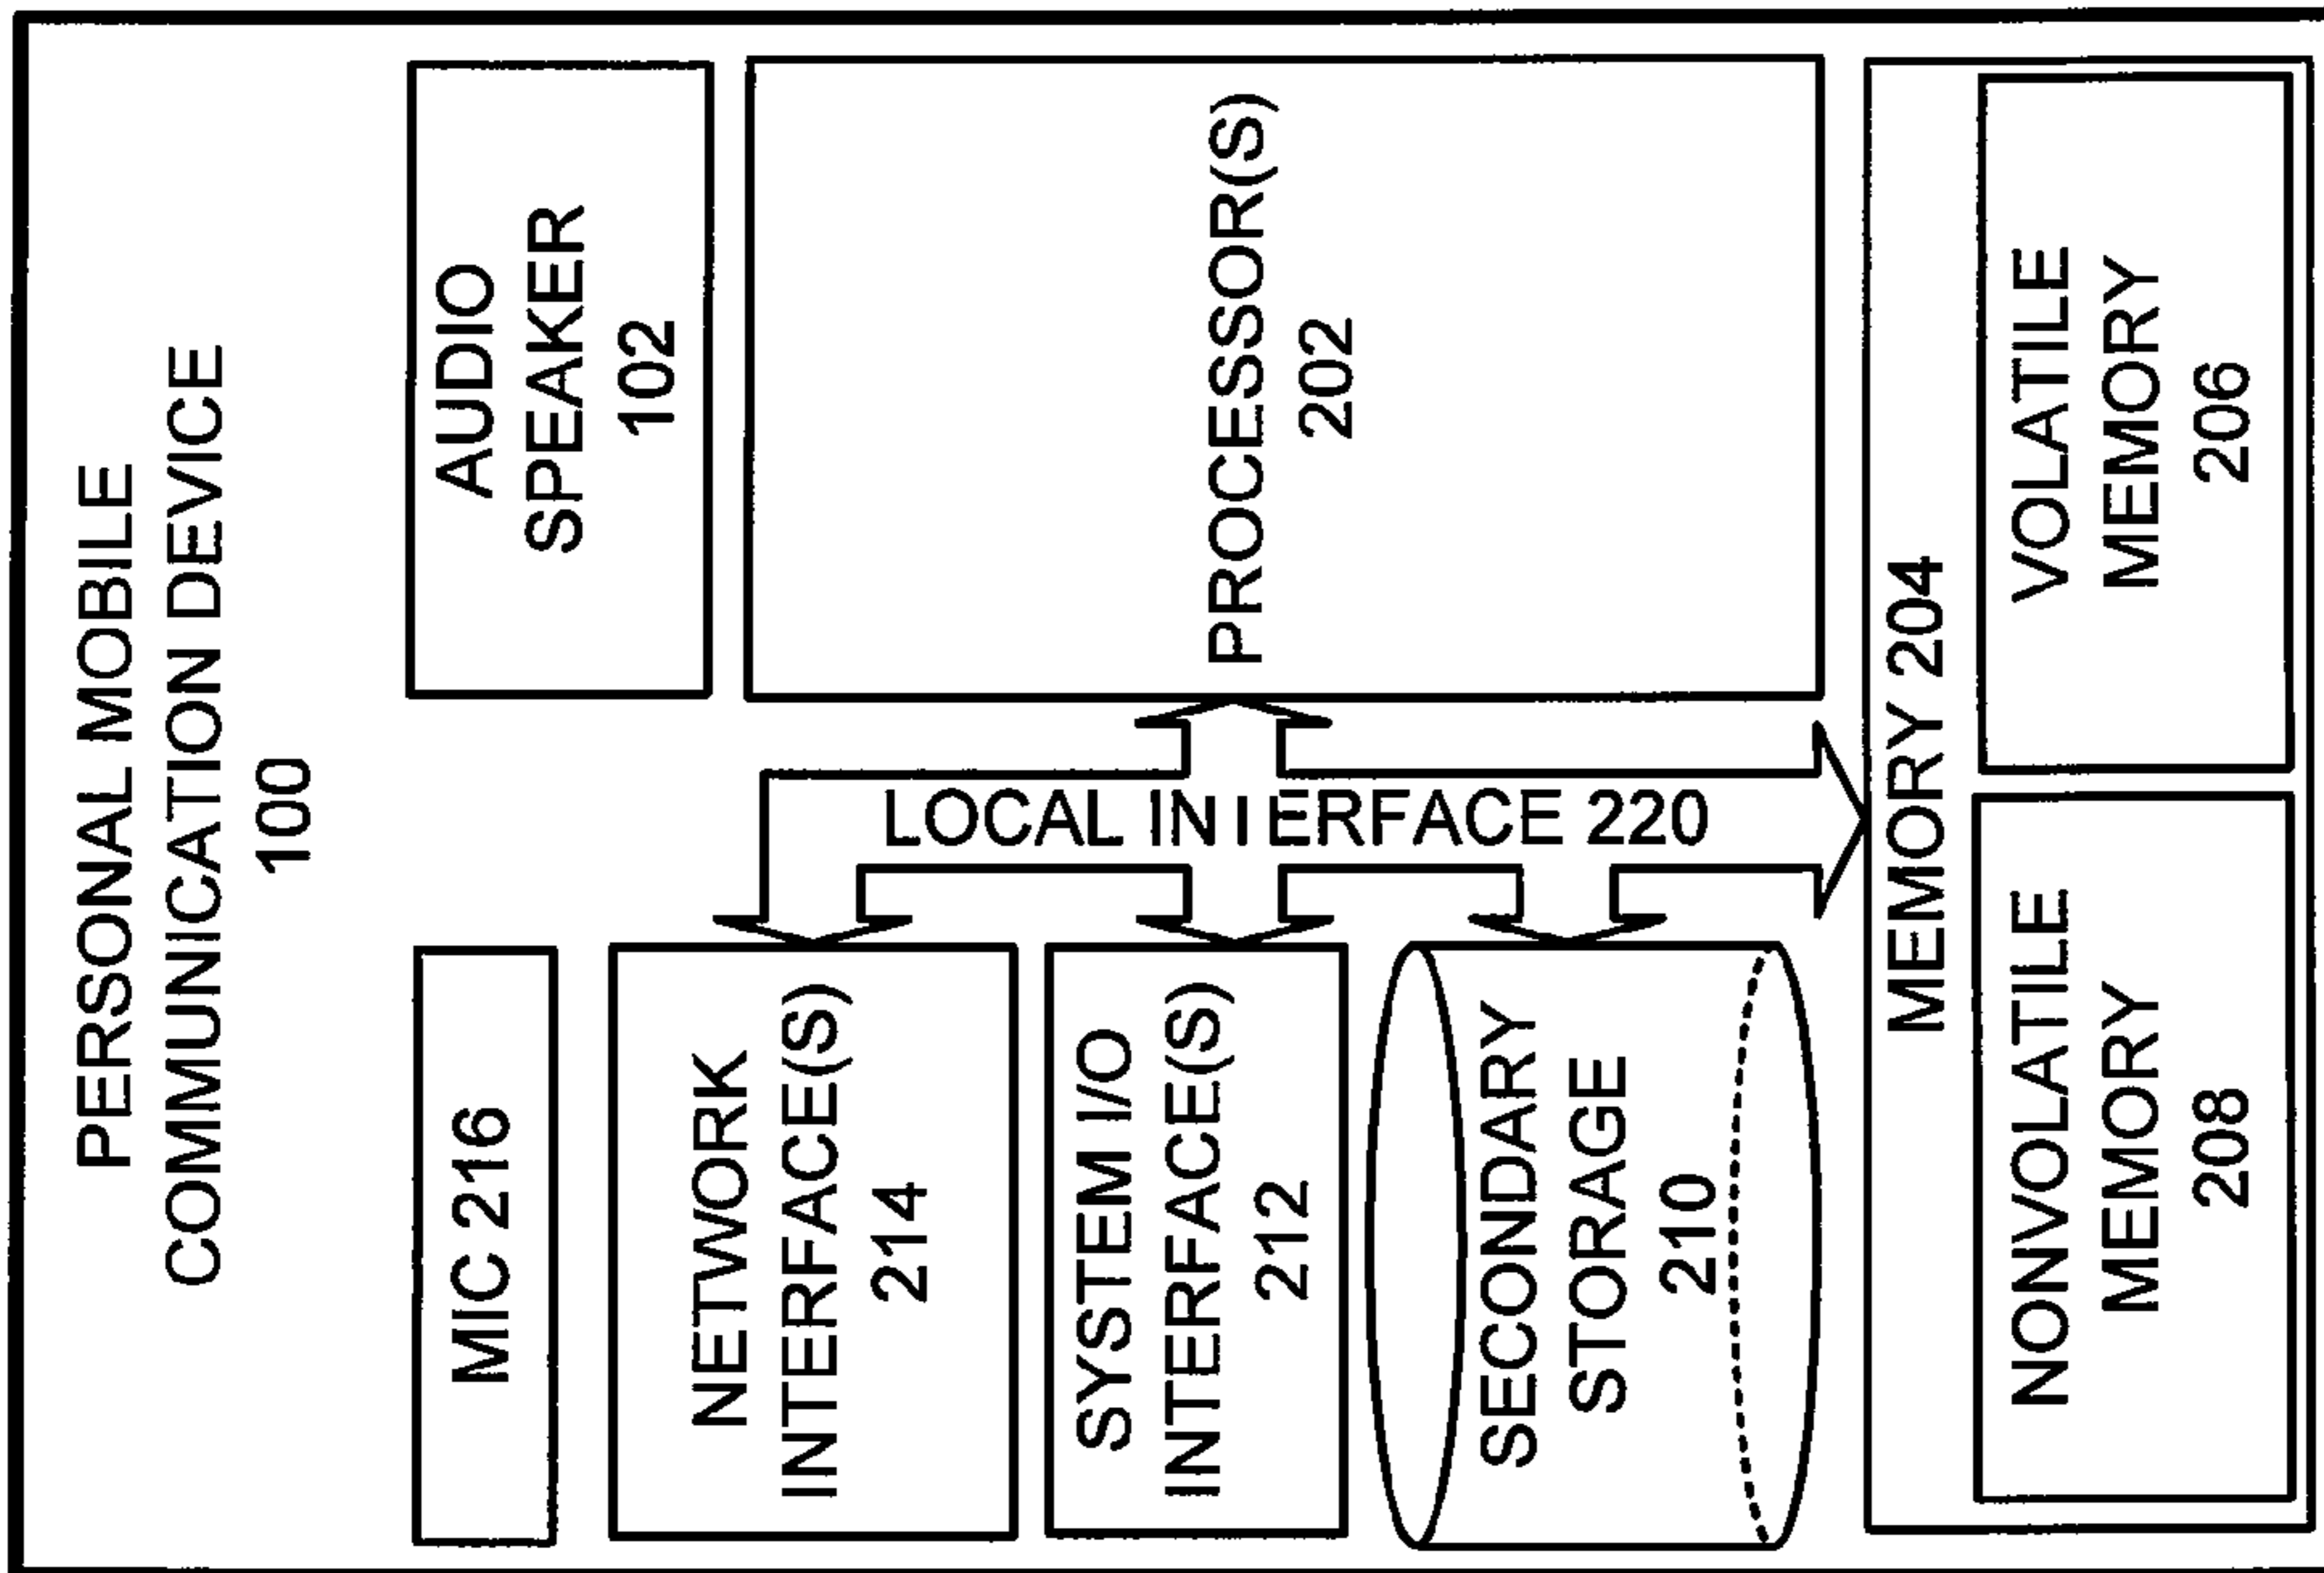 PERSONAL MOBILE
COMMUNICATION DEVICE
100
MIC 216
AUDIO
SPEAKER
102
NETWORK
INTERFACE(S)
214
PROCESSOR(S)
202
LOCAL INTERFACE 220
SYSTEM I/O
INTERFACE(S)
212
SECONDARY
STORAGE
210
MEMORY 204
NONVOLATILE
MEMORY
208
VOLATILE
MEMORY
206